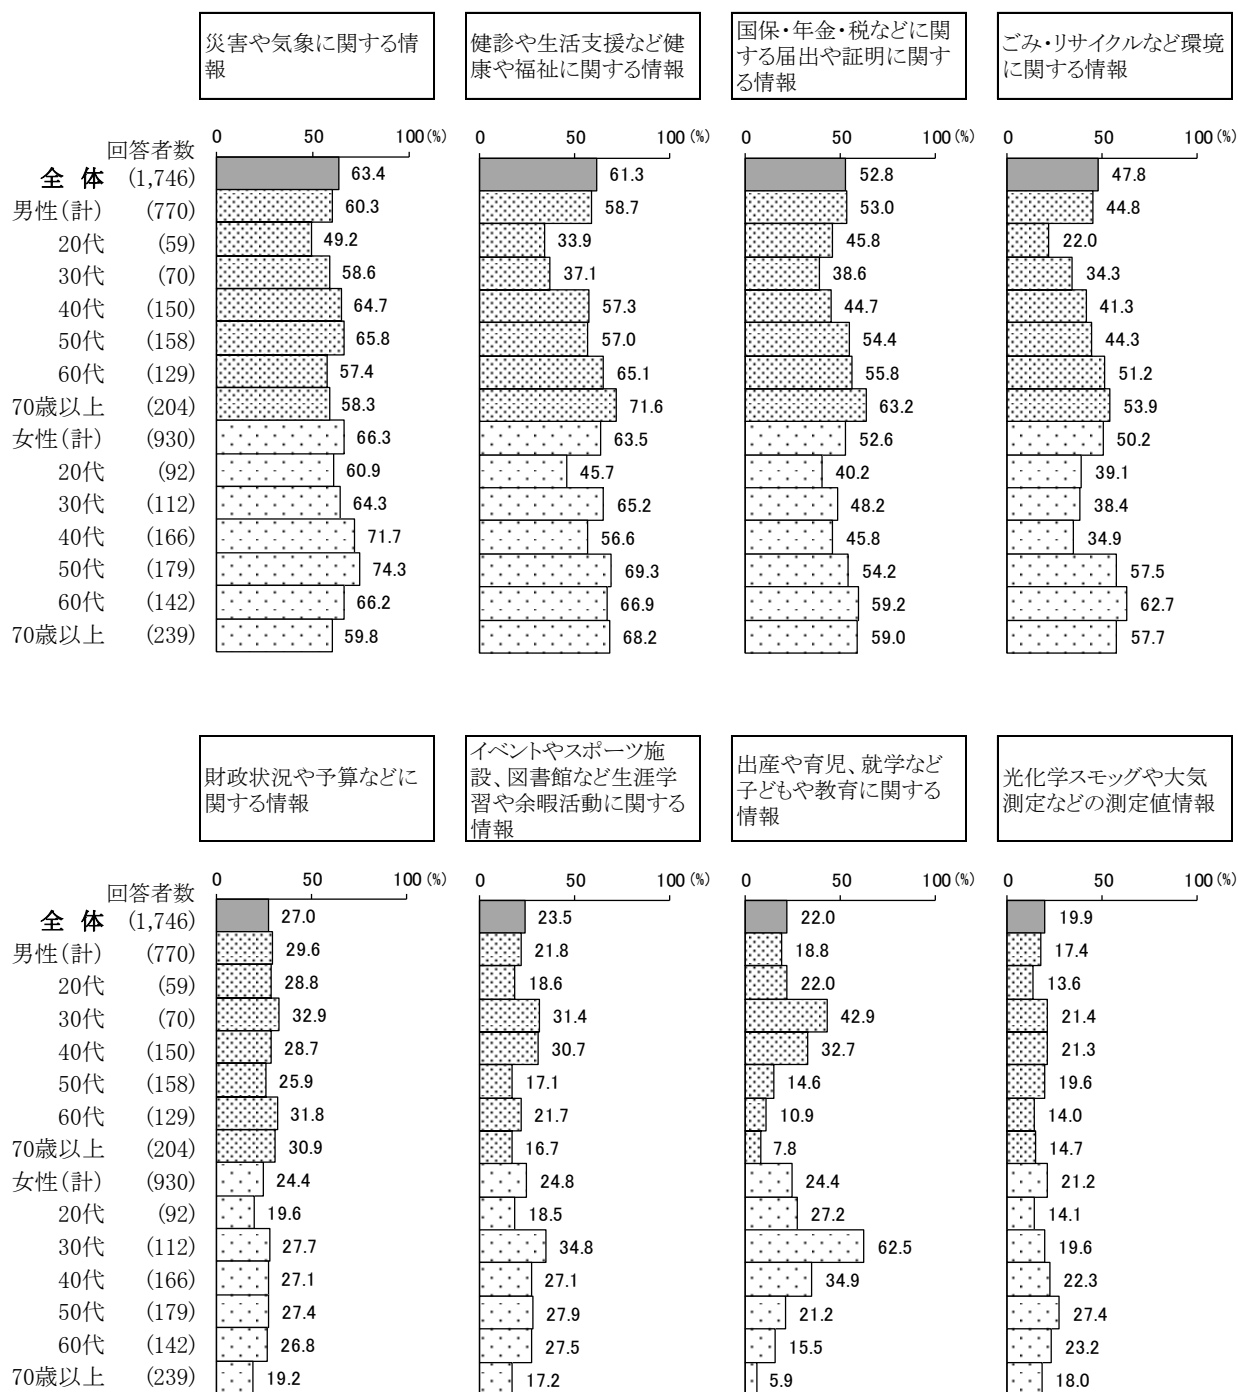 災害や気象に関する情
報
健診や生活支援など健
康や福祉に関する情報
国保・年金・税などに関
する届出や証明に関す
る情報
ごみ・リサイクルなど環境
に関する情報
0 50 100(%) 0 50 100(%) 0 50 100(%) 0 50 100(%)
回答者数
全 体 (1,746) 63.4 61.3 52.8 47.8
男性(計) (770) 60.3 58.7 53.0 44.8
20代 (59) 49.2 33.9 45.8 22.0
30代 (70) 58.6 37.1 38.6 34.3
40代 (150) 64.7 57.3 44.7 41.3
50代 (158) 65.8 57.0 54.4 44.3
60代 (129) 57.4 65.1 55.8 51.2
70歳以上 (204) 58.3 71.6 63.2 53.9
女性(計) (930) 66.3 63.5 52.6 50.2
20代 (92) 60.9 45.7 40.2 39.1
30代 (112) 64.3 65.2 48.2 38.4
40代 (166) 71.7 56.6 45.8 34.9
50代 (179) 74.3 69.3 54.2 57.5
60代 (142) 66.2 66.9 59.2 62.7
70歳以上 (239) 59.8 68.2 59.0 57.7
財政状況や予算などに
関する情報
イベントやスポーツ施
設、図書館など生涯学
習や余暇活動に関する
情報
出産や育児、就学など
子どもや教育に関する
情報
光化学スモッグや大気
測定などの測定値情報
0 50 100(%) 0 50 100(%) 0 50 100(%) 0 50 100(%)
回答者数
全 体 (1,746) 27.0 23.5 22.0 19.9
男性(計) (770) 29.6 21.8 18.8 17.4
20代 (59) 28.8 18.6 22.0 13.6
30代 (70) 32.9 31.4 42.9 21.4
40代 (150) 28.7 30.7 32.7 21.3
50代 (158) 25.9 17.1 14.6 19.6
60代 (129) 31.8 21.7 10.9 14.0
70歳以上 (204) 30.9 16.7 7.8 14.7
女性(計) (930) 24.4 24.8 24.4 21.2
20代 (92) 19.6 18.5 27.2 14.1
30代 (112) 27.7 34.8 62.5 19.6
40代 (166) 27.1 27.1 34.9 22.3
50代 (179) 27.4 27.9 21.2 27.4
60代 (142) 26.8 27.5 15.5 23.2
70歳以上 (239) 19.2 17.2 5.9 18.0